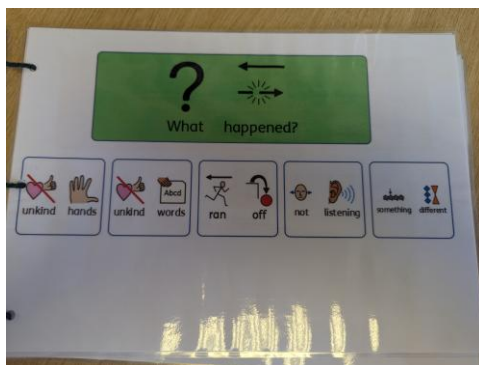 What happened?
Abcd
unkind hands
unkind words
ran off
not listening
something different